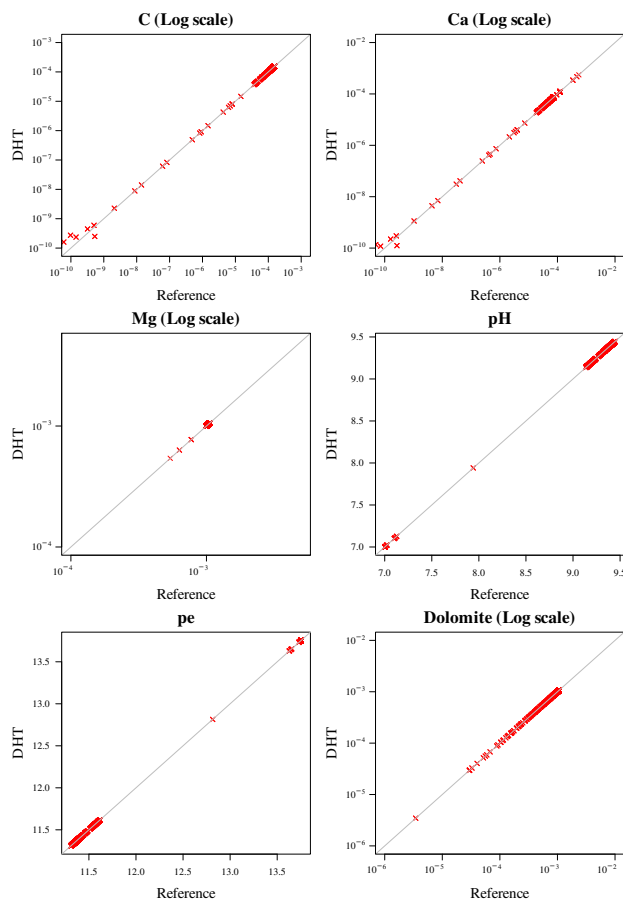 C (Log scale)
DHT
10⁻³
10⁻⁴
10⁻⁵
10⁻⁶
10⁻⁷
10⁻⁸
10⁻⁹
10⁻¹⁰
10⁻¹⁰ 10⁻⁹ 10⁻⁸ 10⁻⁷ 10⁻⁶ 10⁻⁵ 10⁻⁴ 10⁻³
Reference
Ca (Log scale)
DHT
10⁻²
10⁻⁴
10⁻⁶
10⁻⁸
10⁻¹⁰
10⁻¹⁰ 10⁻⁸ 10⁻⁶ 10⁻⁴ 10⁻²
Reference
Mg (Log scale)
DHT
10⁻³
10⁻⁴
10⁻⁴ 10⁻³
Reference
pH
DHT
9.5
9.0
8.5
8.0
7.5
7.0
7.0 7.5 8.0 8.5 9.0 9.5
Reference
pe
DHT
13.5
13.0
12.5
12.0
11.5
11.5 12.0 12.5 13.0 13.5
Reference
Dolomite (Log scale)
DHT
10⁻²
10⁻³
10⁻⁴
10⁻⁵
10⁻⁶
10⁻⁶ 10⁻⁵ 10⁻⁴ 10⁻³ 10⁻²
Reference